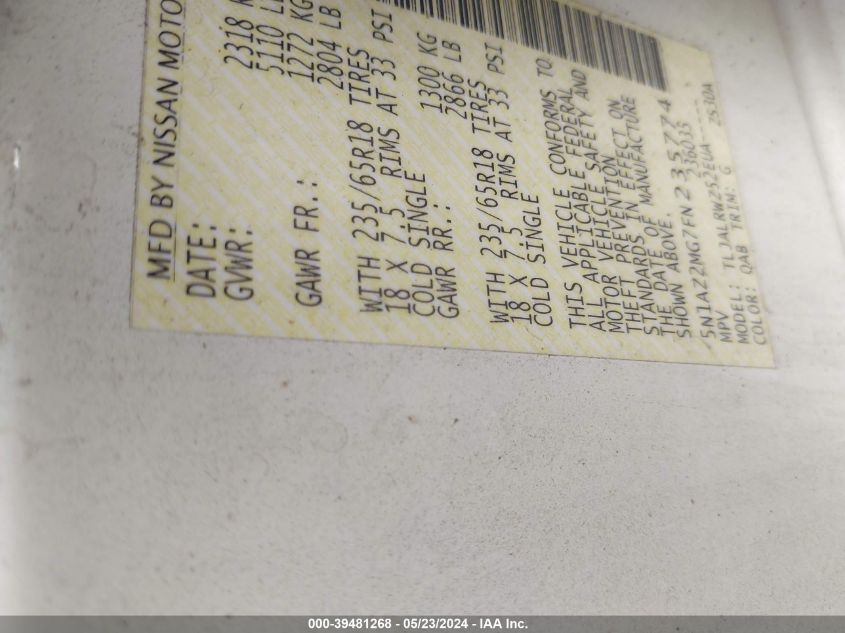 MFD BY NISSAN MOTO
DATE:
GVWR: 2318 K
5110 L
GAWR FR.: 1272 KG
2804 LB
WITH 235/65R18 TIRES
18 X 7.5 RIMS AT 33 PSI
COLD SINGLE
GAWR RR.: 1300 KG
2866 LB
WITH 235/65R18 TIRES
18 X 7.5 RIMS AT 33 PSI
COLD SINGLE
THIS VEHICLE CONFORMS TO
ALL APPLICABLE FEDERAL
MOTOR VEHICLE SAFETY AND
THEFT PREVENTION
STANDARDS IN EFFECT ON
THE DATE OF MANUFACTURE
SHOWN ABOVE.
5N1AZ2MG7FN235774
MPV 236035
MODEL: TLJALRWZ52EUA----
COLOR: QAB TRIM: G 2530A
000-39481268 - 05/23/2024 - IAA Inc.